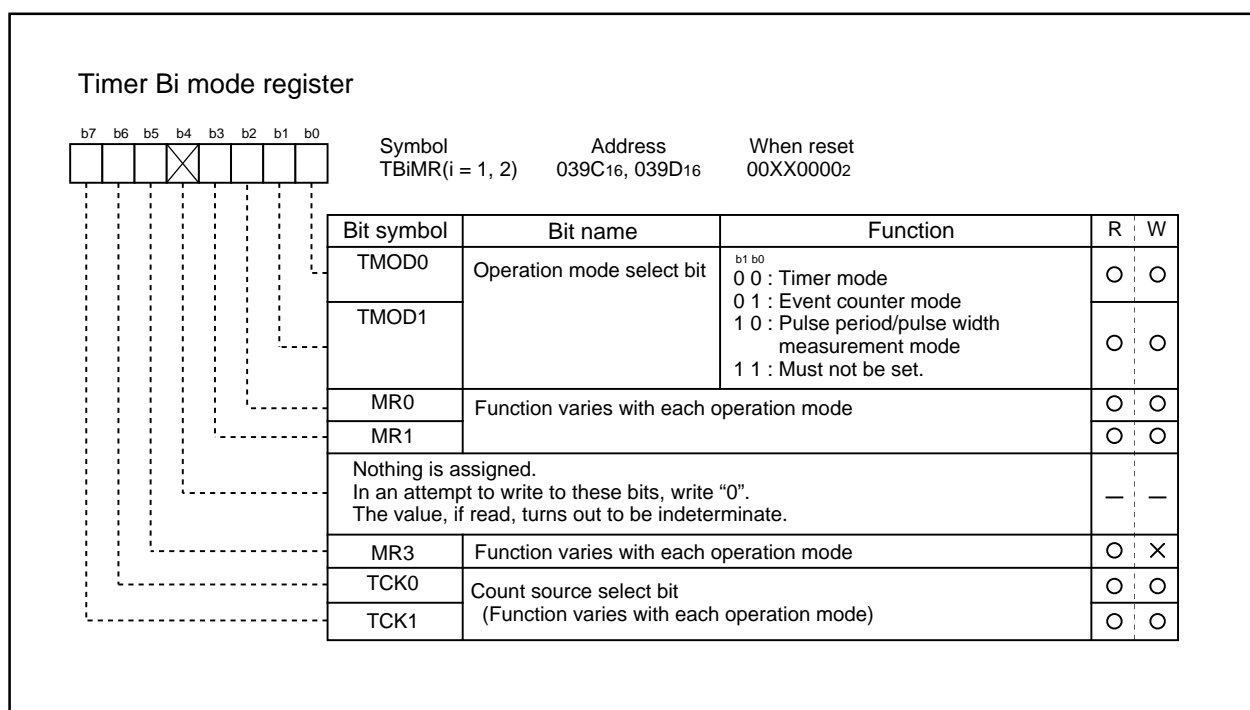 Timer Bi mode register
b7 b6 b5 b4 b3 b2 b1 b0
Symbol Address When reset
TBiMR(i = 1, 2) 039C16, 039D16 00XX00002
Bit symbol Bit name Function R W
TMOD0 Operation mode select bit
b1 b0
0 0 : Timer mode
0 1 : Event counter mode
TMOD1
1 0 : Pulse period/pulse width
measurement mode
1 1 : Must not be set.
MR0 Function varies with each operation mode
MR1
Nothing is assigned.
In an attempt to write to these bits, write “0”.
The value, if read, turns out to be indeterminate.
MR3 Function varies with each operation mode
TCK0 Count source select bit
(Function varies with each operation mode)
TCK1